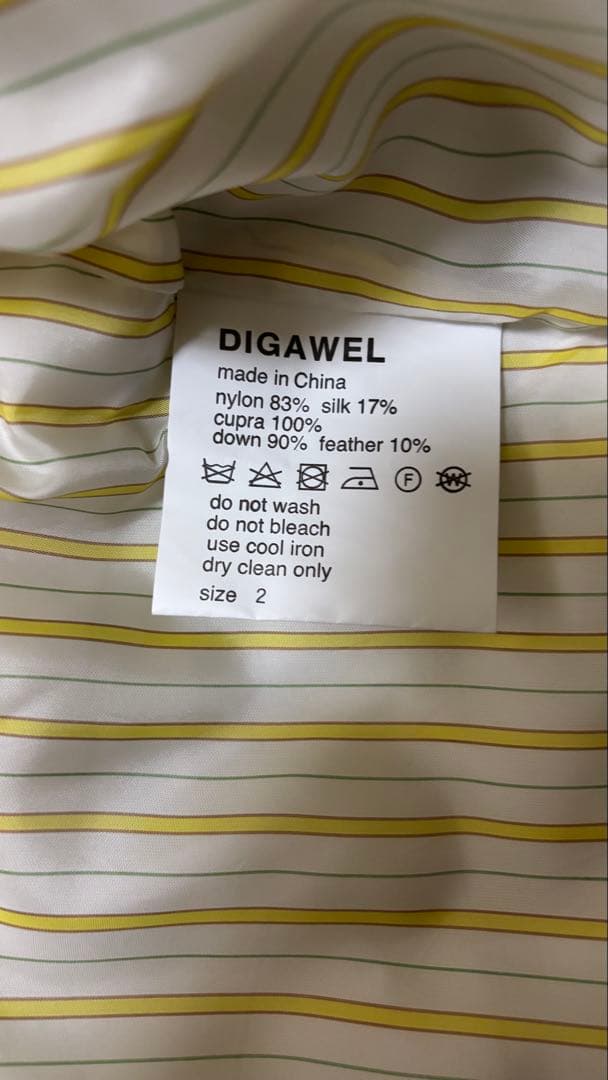 DIGAWEL
made in China
nylon 83% silk 17%
cupra 100%
down 90% feather 10%
F W
do not wash
do not bleach
use cool iron
dry clean only
size 2